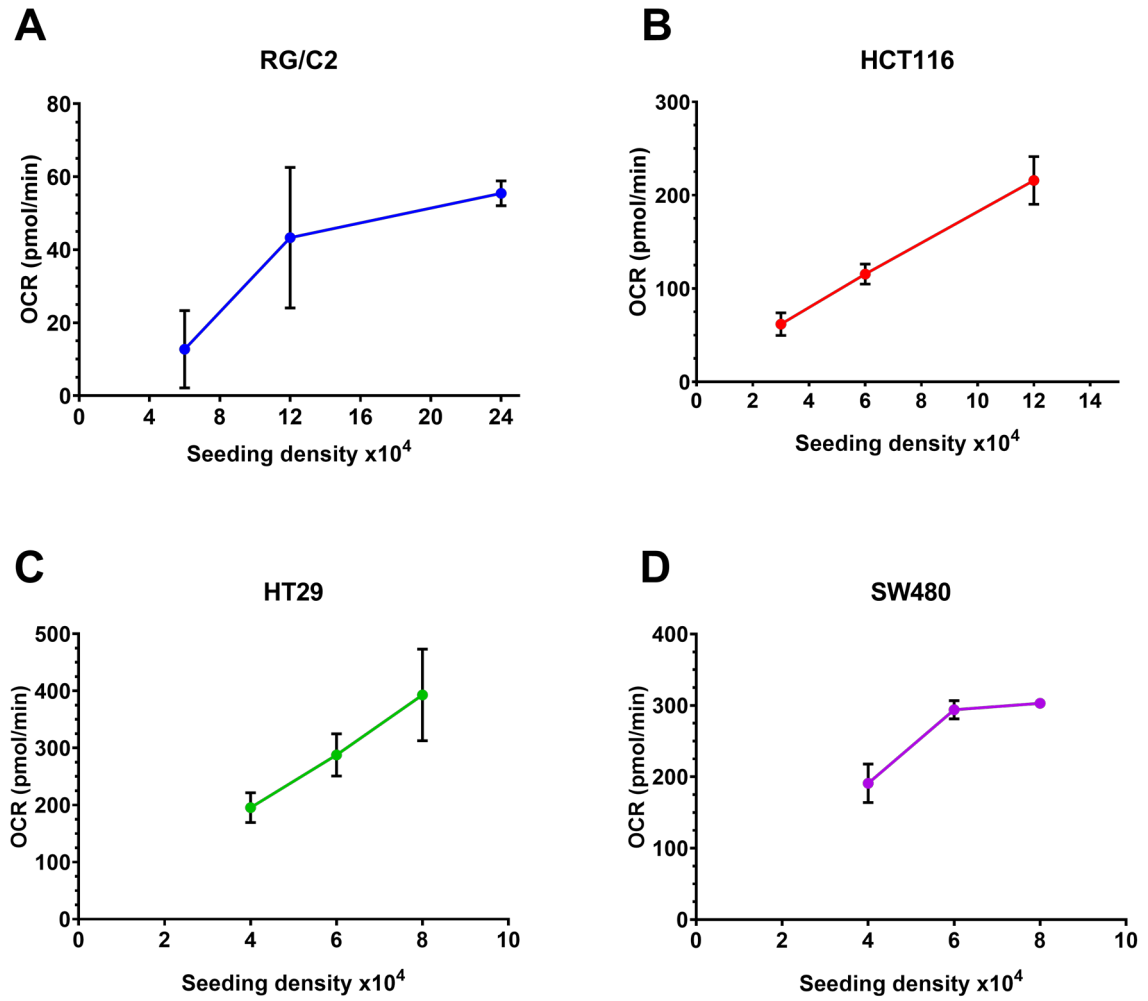 A
RG/C2
OCR (pmol/min)
80
60
40
20
0
0 4 8 12 16 20 24
Seeding density x10⁴
B
HCT116
OCR (pmol/min)
300
200
100
0
0 2 4 6 8 10 12 14
Seeding density x10⁴
C
HT29
OCR (pmol/min)
500
400
300
200
100
0
0 2 4 6 8 10
Seeding density x10⁴
D
SW480
OCR (pmol/min)
400
300
200
100
0
0 2 4 6 8 10
Seeding density x10⁴